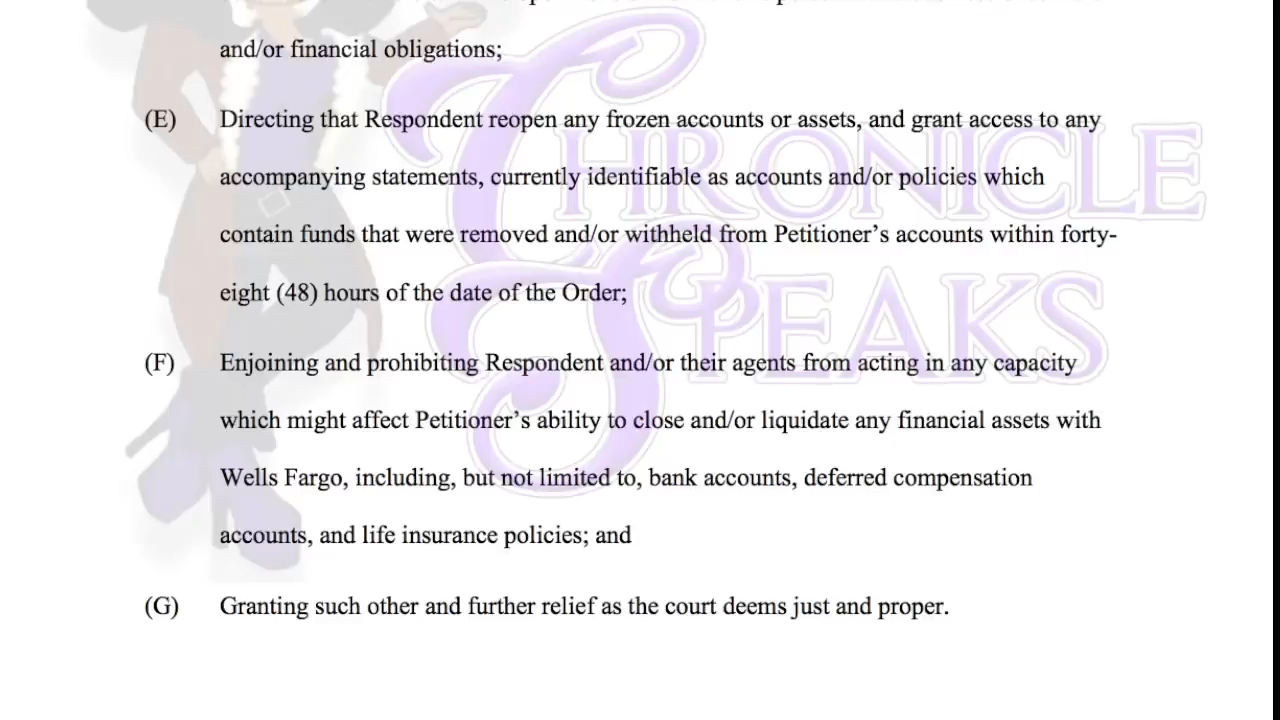 and/or financial obligations;
(E) Directing that Respondent reopen any frozen accounts or assets, and grant access to any
accompanying statements, currently identifiable as accounts and/or policies which
contain funds that were removed and/or withheld from Petitioner's accounts within forty-
eight (48) hours of the date of the Order;
(F) Enjoining and prohibiting Respondent and/or their agents from acting in any capacity
which might affect Petitioner's ability to close and/or liquidate any financial assets with
Wells Fargo, including, but not limited to, bank accounts, deferred compensation
accounts, and life insurance policies; and
(G) Granting such other and further relief as the court deems just and proper.
CHRONICLE
SPEAKS